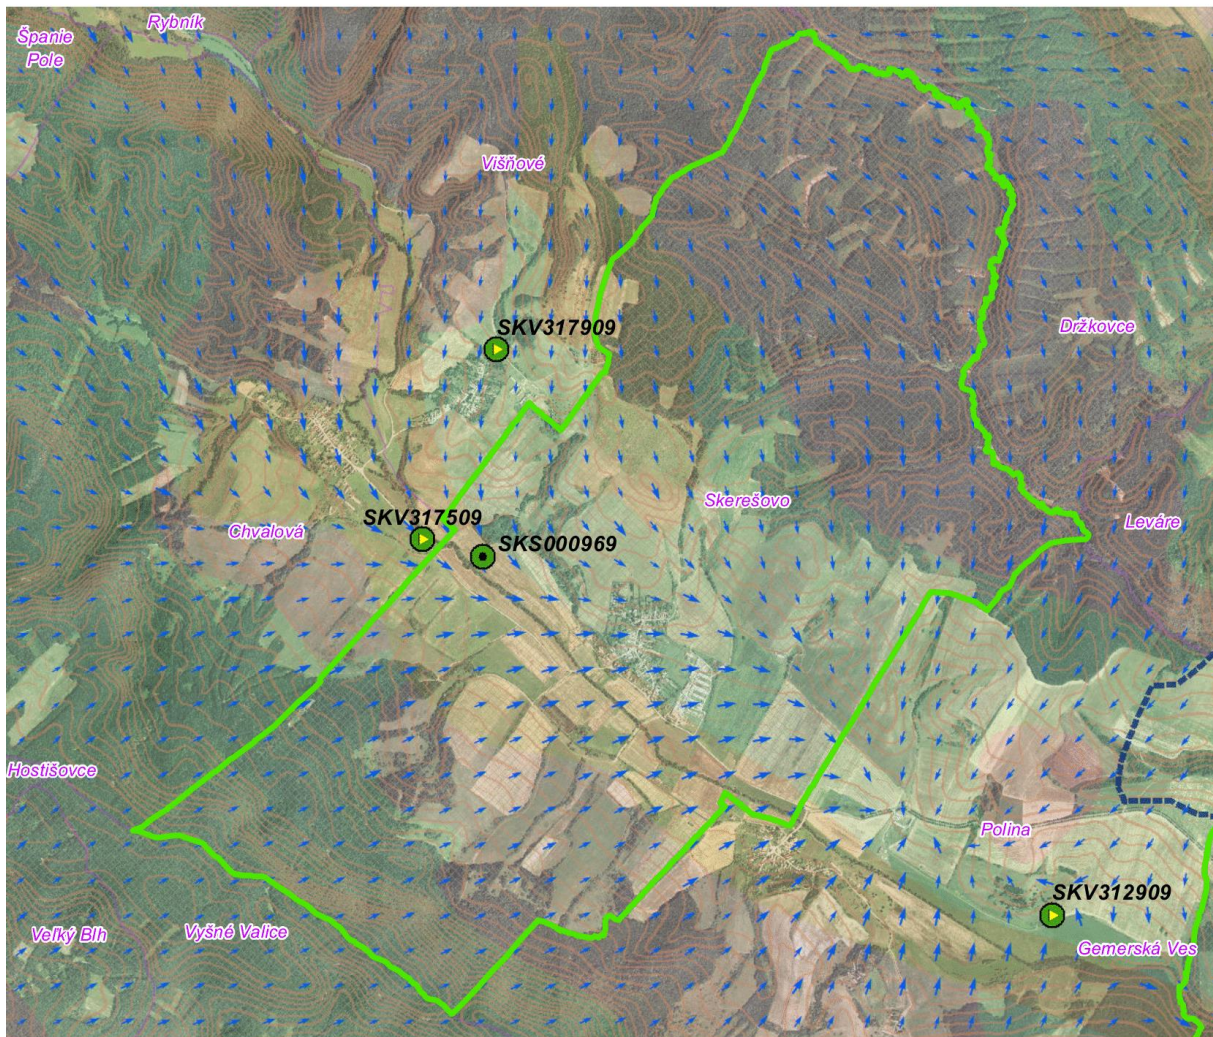 Rybník
Španie
Pole
Višňové
SKV317909
Držkovce
Skerešovo
SKV317509
Chvalová
SKS000969
Leváre
Hostišovce
Polina
SKV312909
Veľký Blh
Vyšné Valice
Gemerská Ves